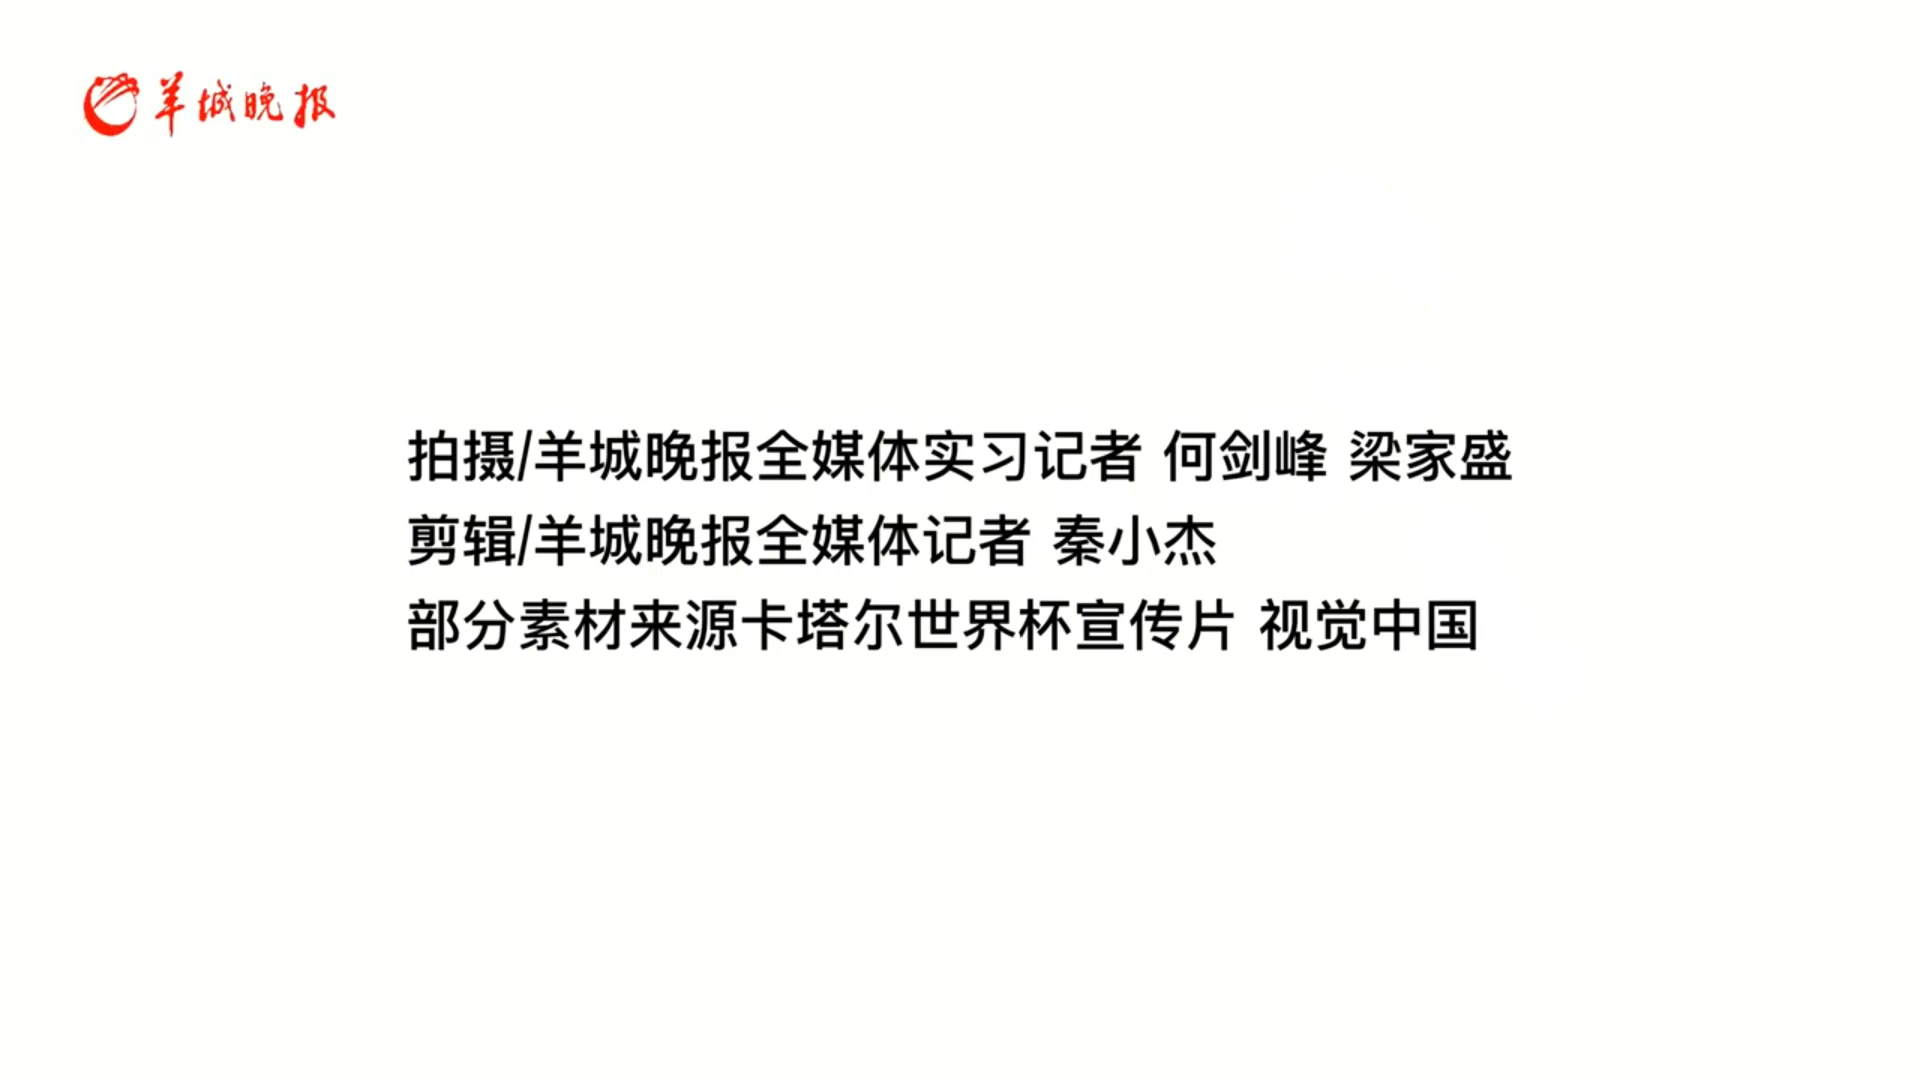 羊城晚报
拍摄/羊城晚报全媒体实习记者 何剑峰 梁家盛
剪辑/羊城晚报全媒体记者 秦小杰
部分素材来源卡塔尔世界杯宣传片 视觉中国